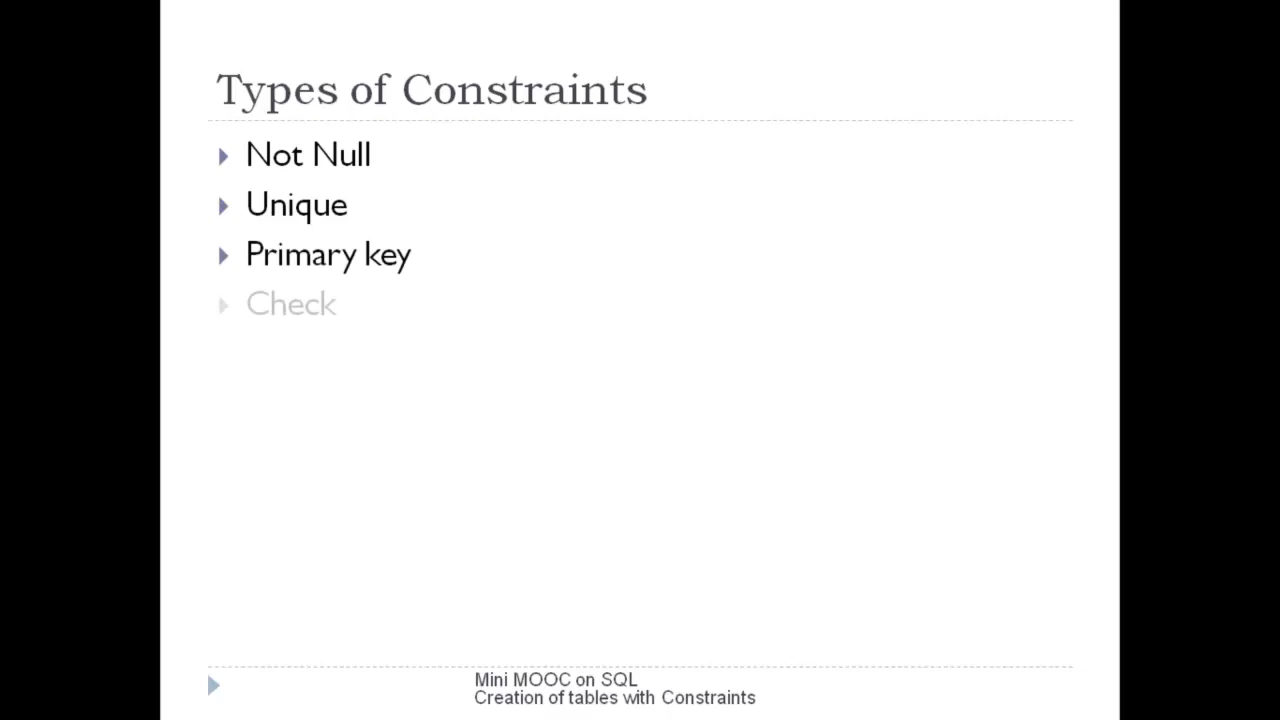 Types of Constraints
Not Null
Unique
Primary key
Check
Mini MOOC on SQL
Creation of tables with Constraints